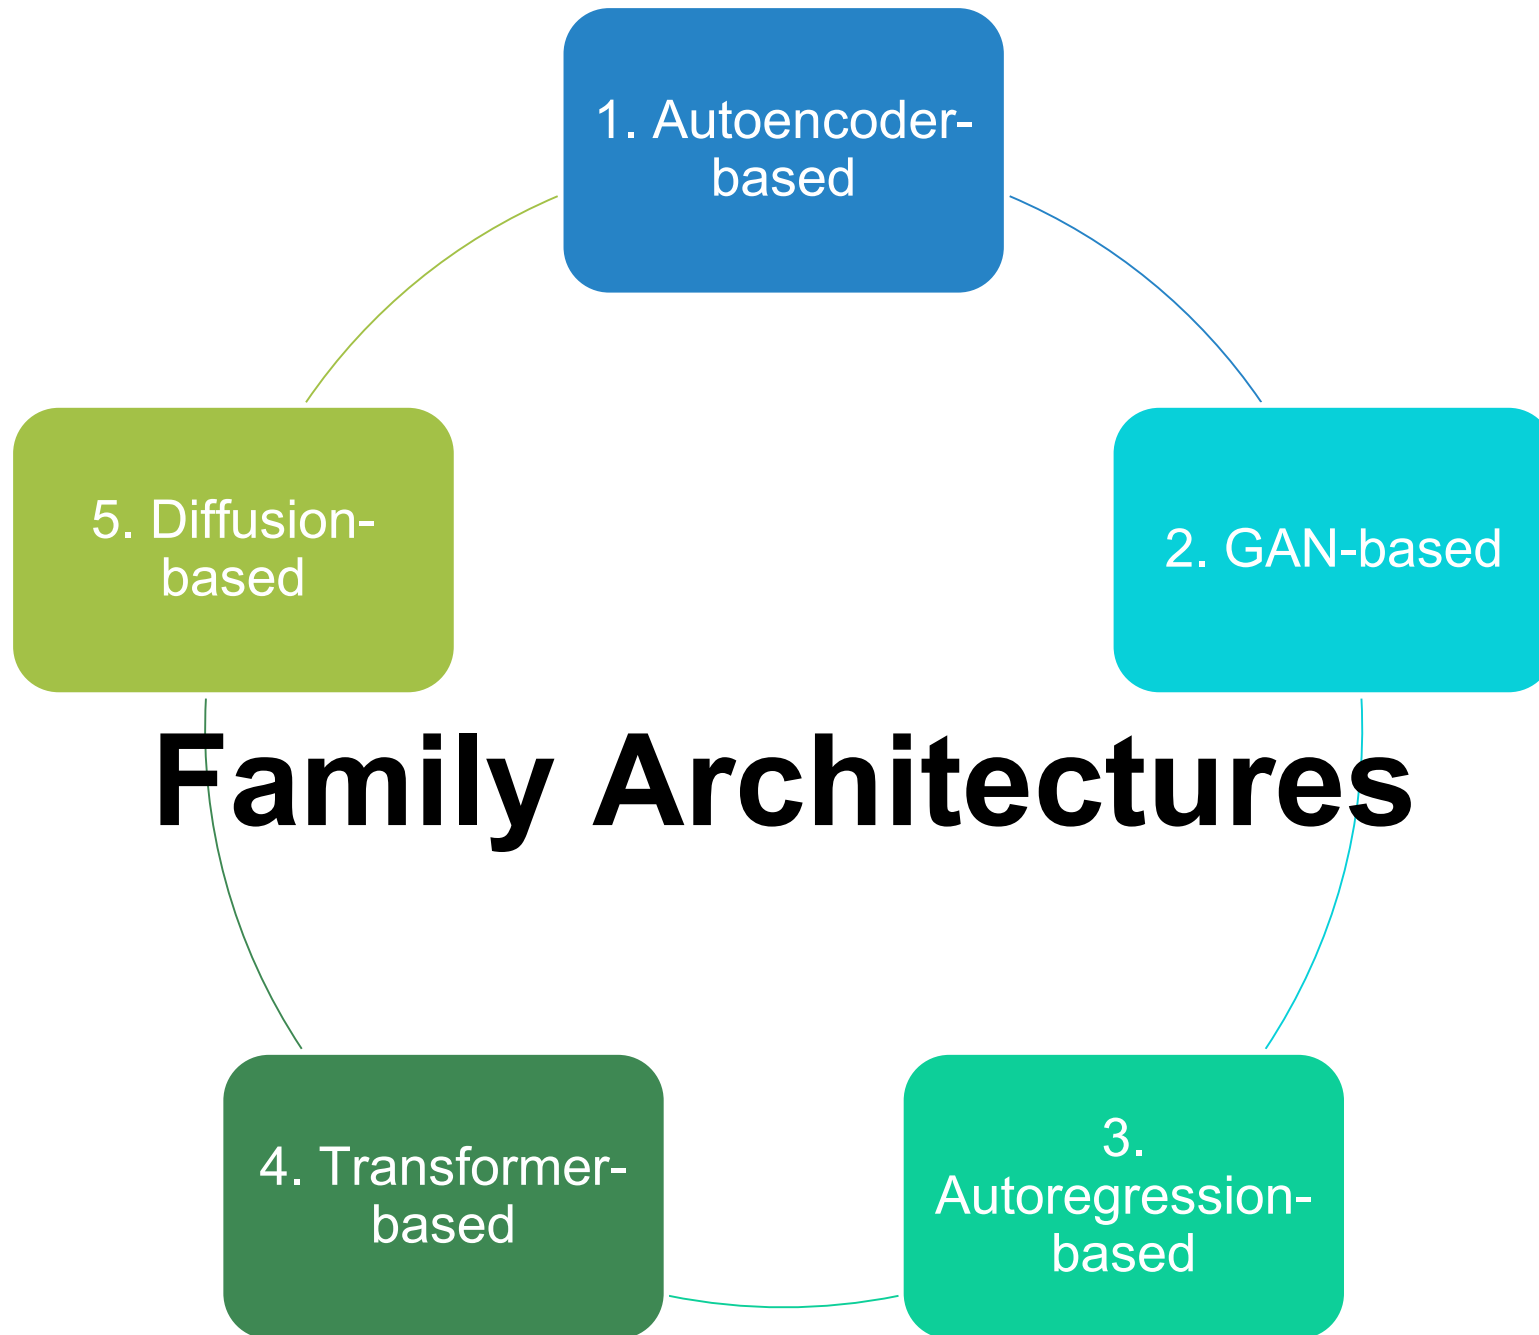 1. Autoencoder-
based
2. GAN-based
3.
Autoregression-
based
4. Transformer-
based
5. Diffusion-
based
Family Architectures